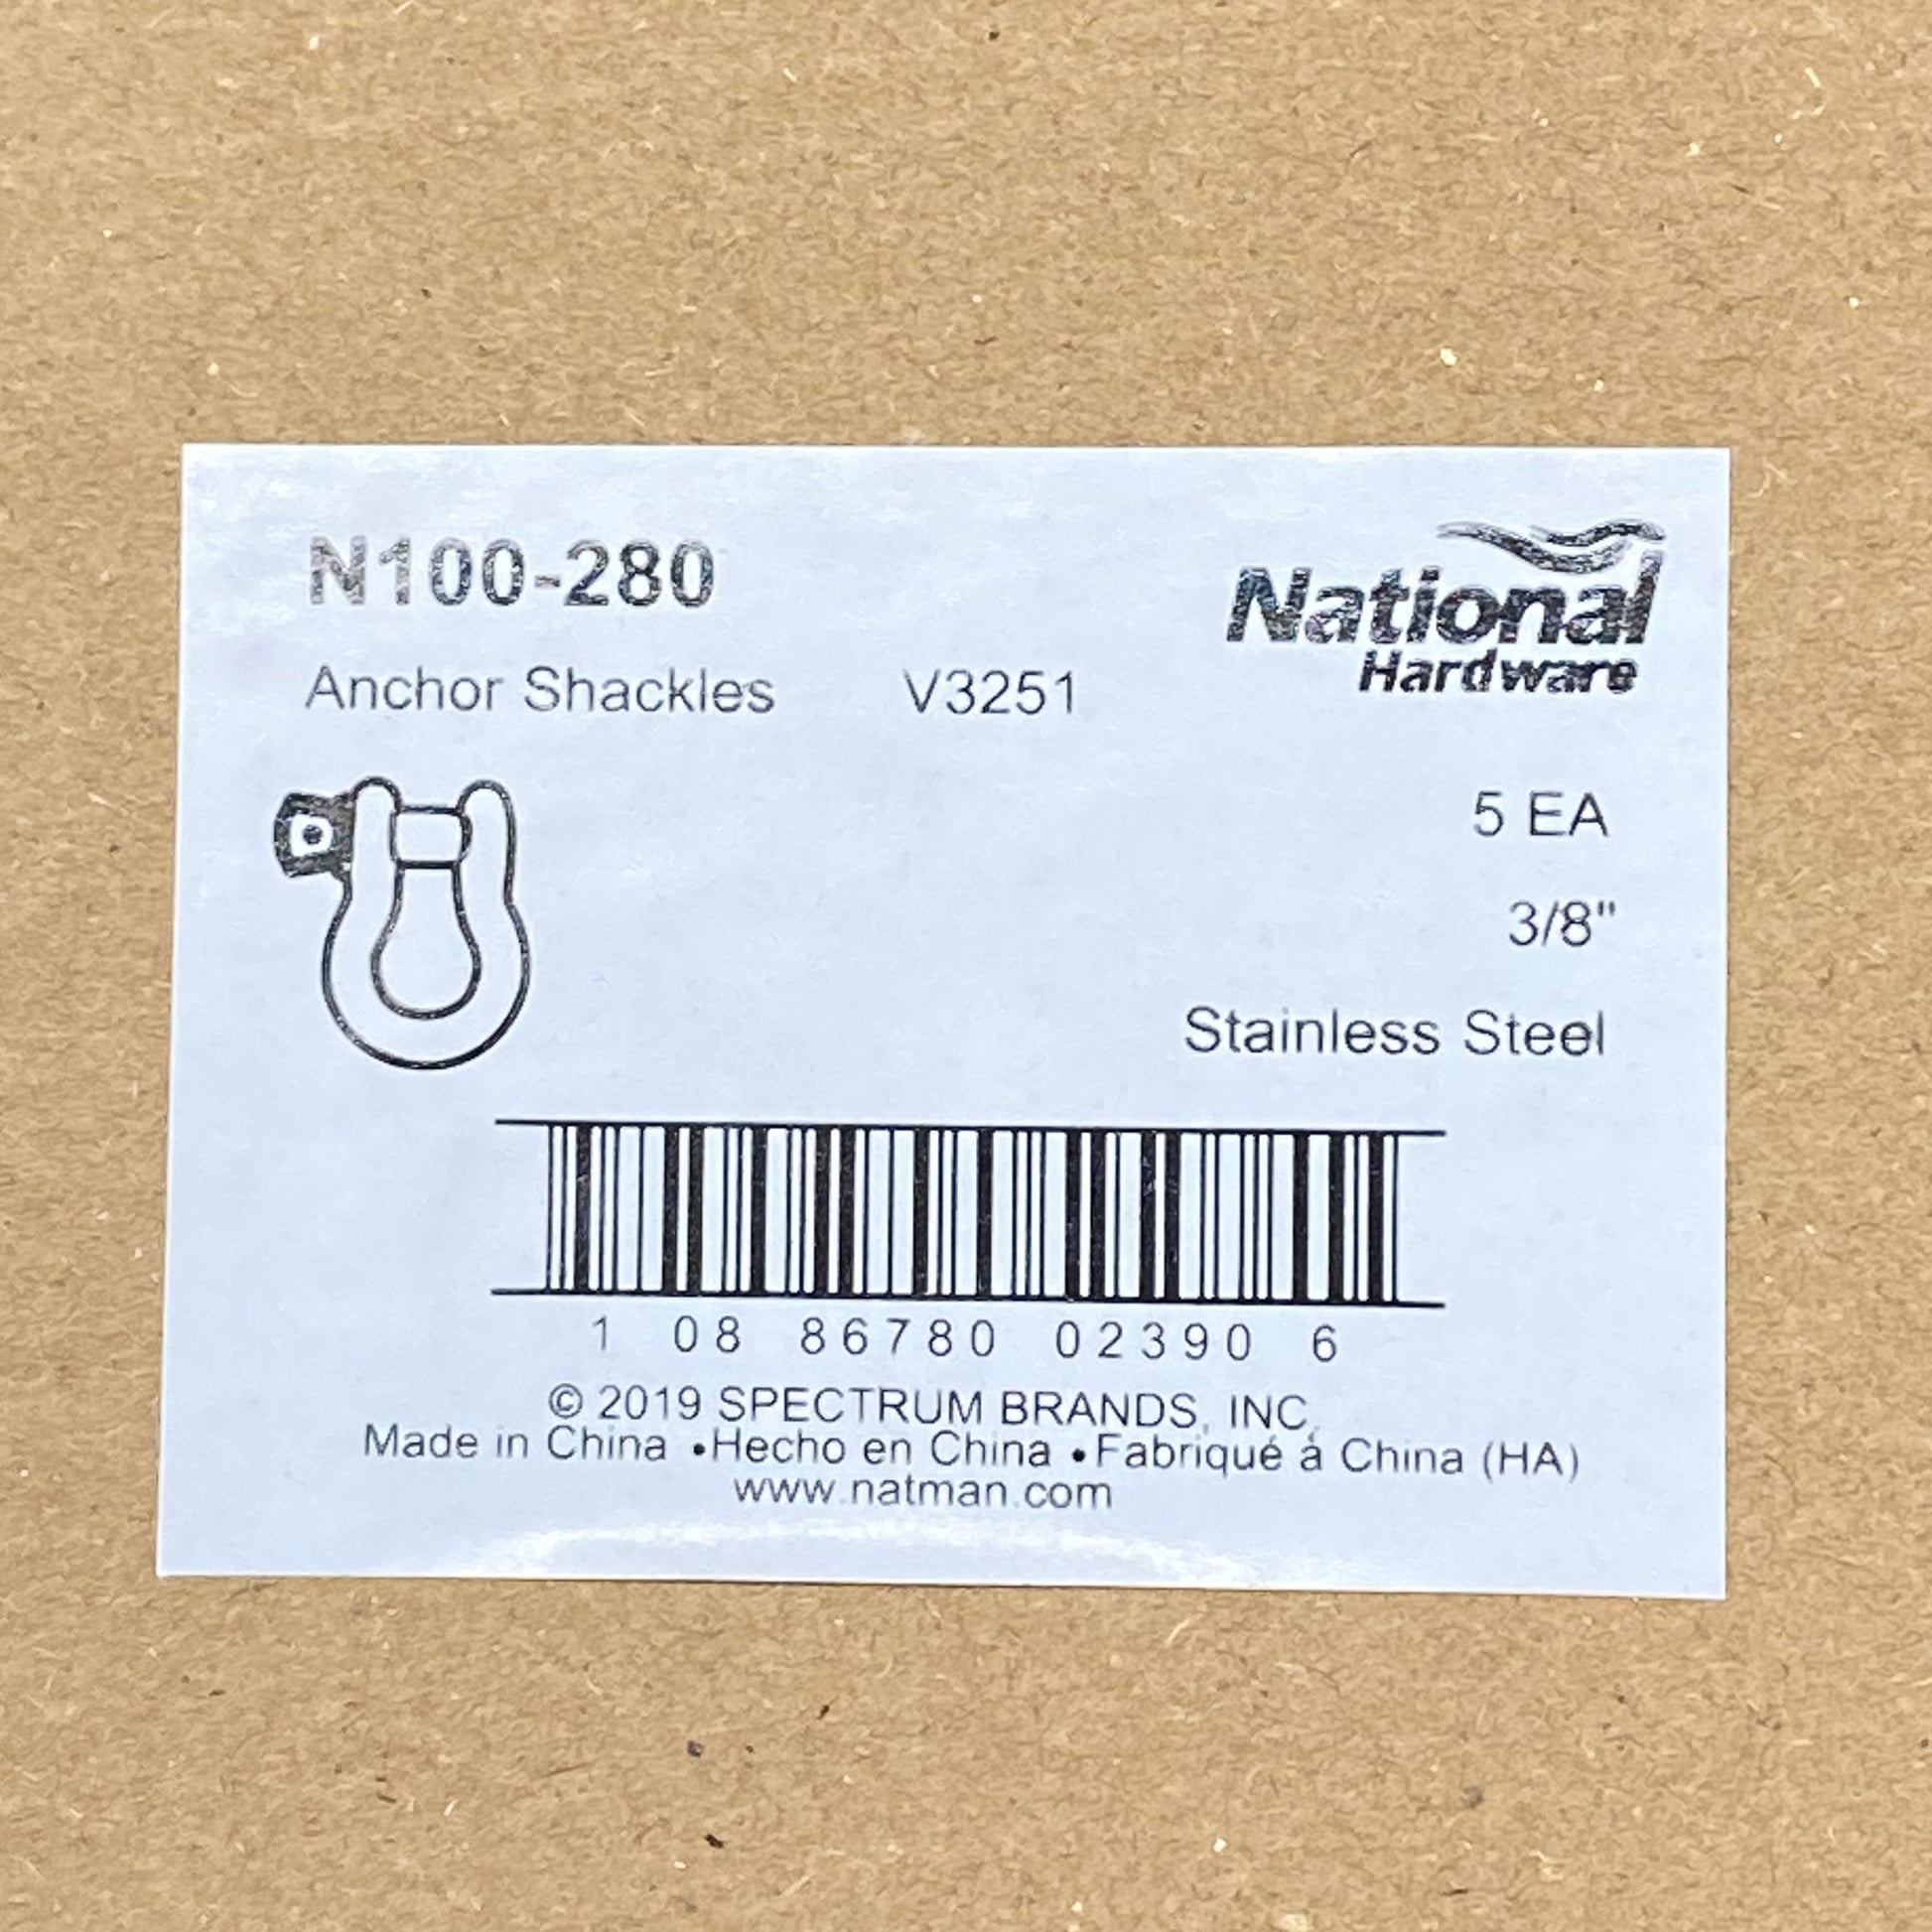 N100-280
National
Hardware
Anchor Shackles V3251
5 EA
3/8"
Stainless Steel
1 08 86780 02390 6
© 2019 SPECTRUM BRANDS, INC.
Made in China •Hecho en China •Fabriqué á China (HA)
www.natman.com